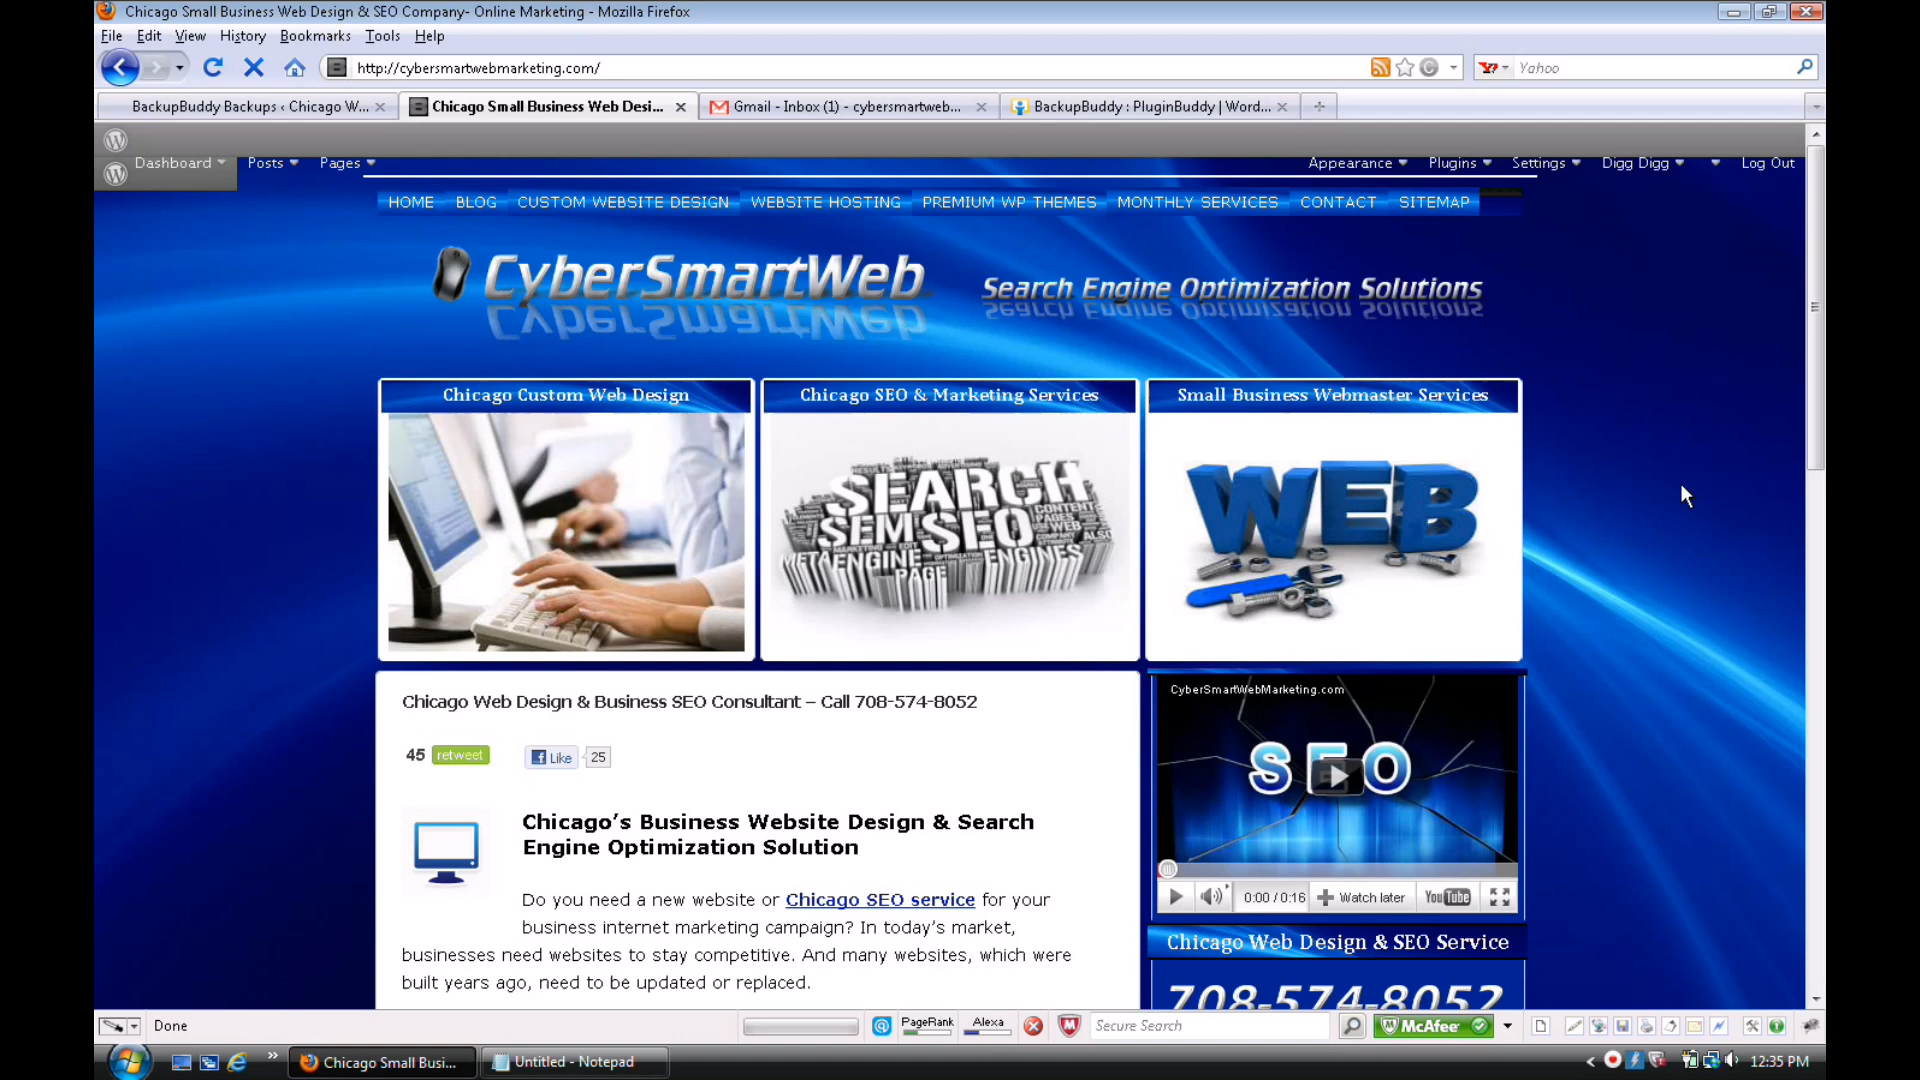 Chicago Small Business Web Design & SEO Company- Online Marketing - Mozilla Firefox
File Edit View History Bookmarks Tools Help
http://cybersmartwebmarketing.com/
Yahoo
BackupBuddy Backups ‹ Chicago W...
Chicago Small Business Web Desi...
Gmail - Inbox (1) - cybersmartweb...
BackupBuddy : PluginBuddy | Word...
Dashboard Posts Pages Appearance Plugins Settings Digg Digg Log Out
HOME BLOG CUSTOM WEBSITE DESIGN WEBSITE HOSTING PREMIUM WP THEMES MONTHLY SERVICES CONTACT SITEMAP
CyberSmartWeb
Search Engine Optimization Solutions
Chicago Custom Web Design
Chicago SEO & Marketing Services
Small Business Webmaster Services
SEARCH
SEM SEO
CONTENT
META ENGINE ENGINES
PAGE
WEB
Chicago Web Design & Business SEO Consultant – Call 708-574-8052
45 retweet Like 25
Chicago's Business Website Design & Search
Engine Optimization Solution
Do you need a new website or Chicago SEO service for your
business internet marketing campaign? In today's market,
businesses need websites to stay competitive. And many websites, which were
built years ago, need to be updated or replaced.
CyberSmartWebMarketing.com
SEO
0:00 / 0:16 Watch later YouTube
Chicago Web Design & SEO Service
708-574-8052
Done
PageRank
Alexa
Secure Search
McAfee
Chicago Small Busi...
Untitled - Notepad
12:35 PM